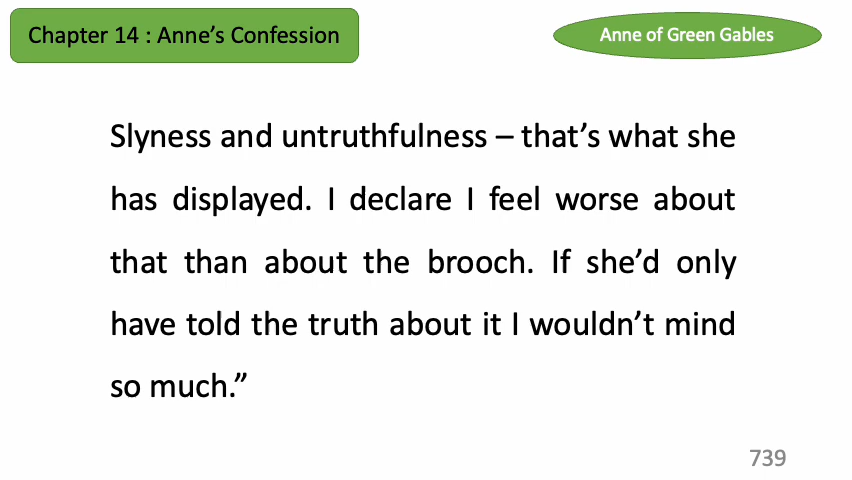 Chapter 14 : Anne’s Confession
Anne of Green Gables
Slyness and untruthfulness – that’s what she
has displayed. I declare I feel worse about
that than about the brooch. If she’d only
have told the truth about it I wouldn’t mind
so much.”
739